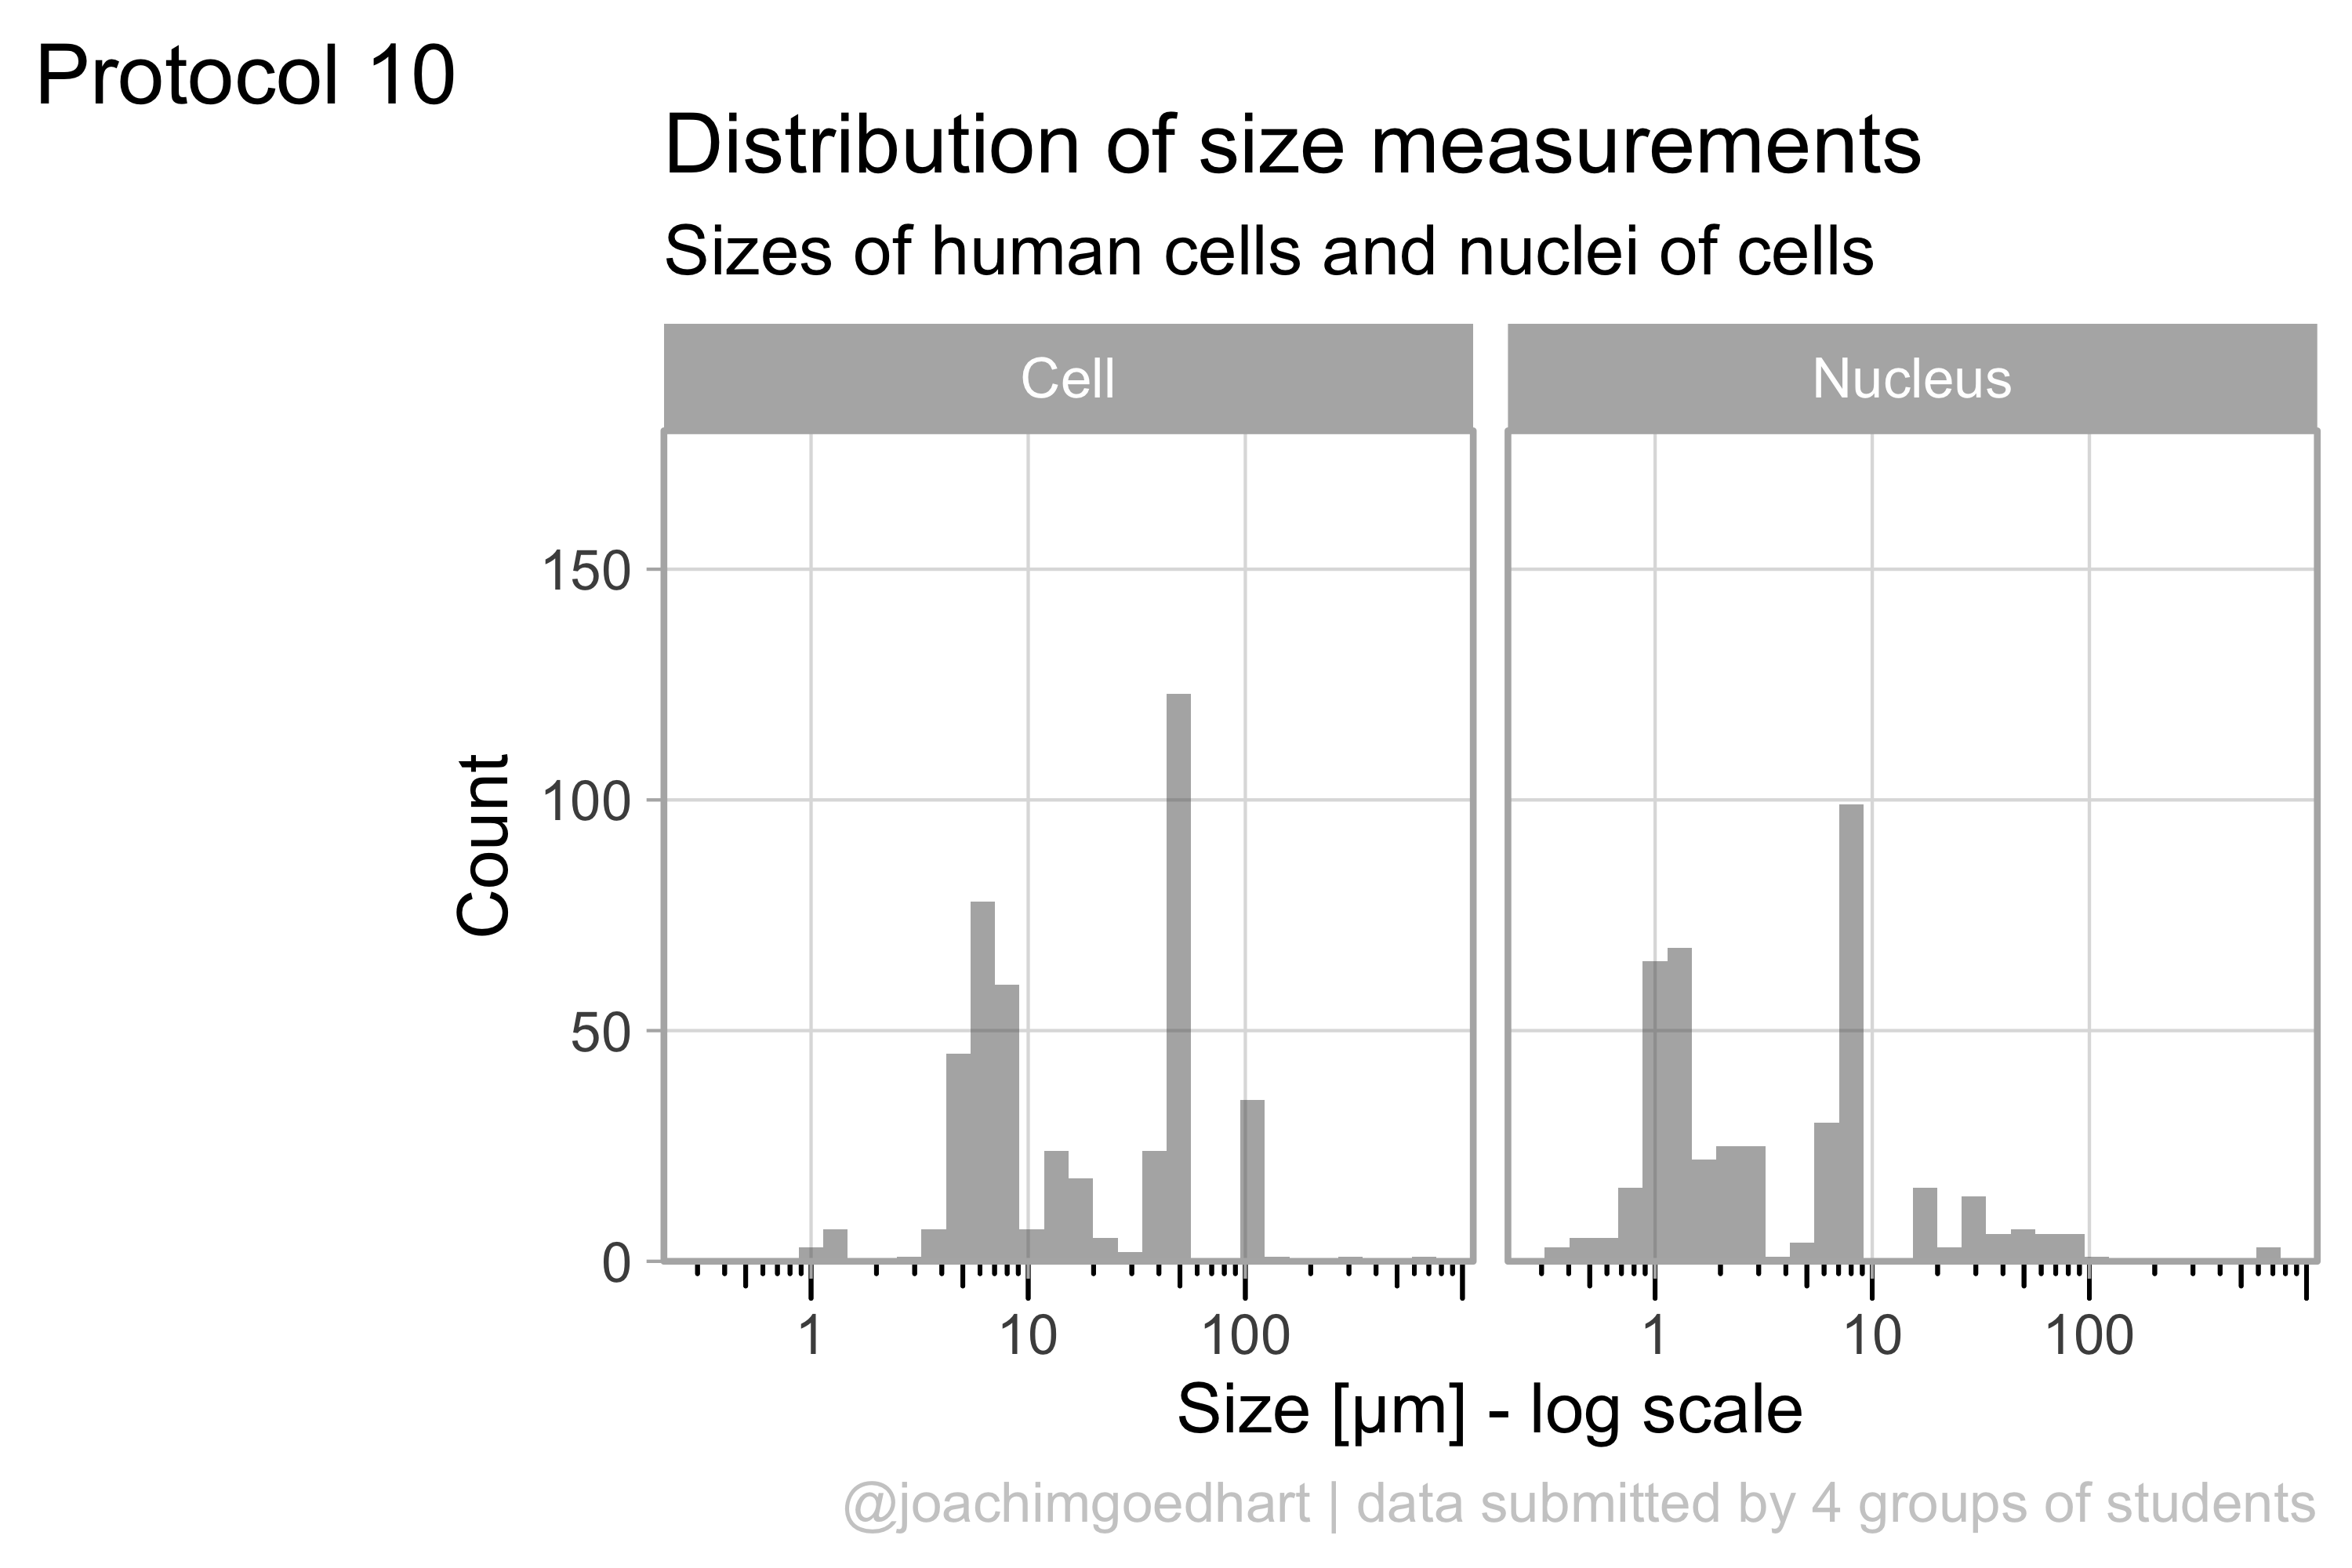 Protocol 10
Distribution of size measurements
Sizes of human cells and nuclei of cells
Cell
Nucleus
Count
150
100
50
0
1 10 100
1 10 100
Size [µm] - log scale
@joachimgoedhart | data submitted by 4 groups of students